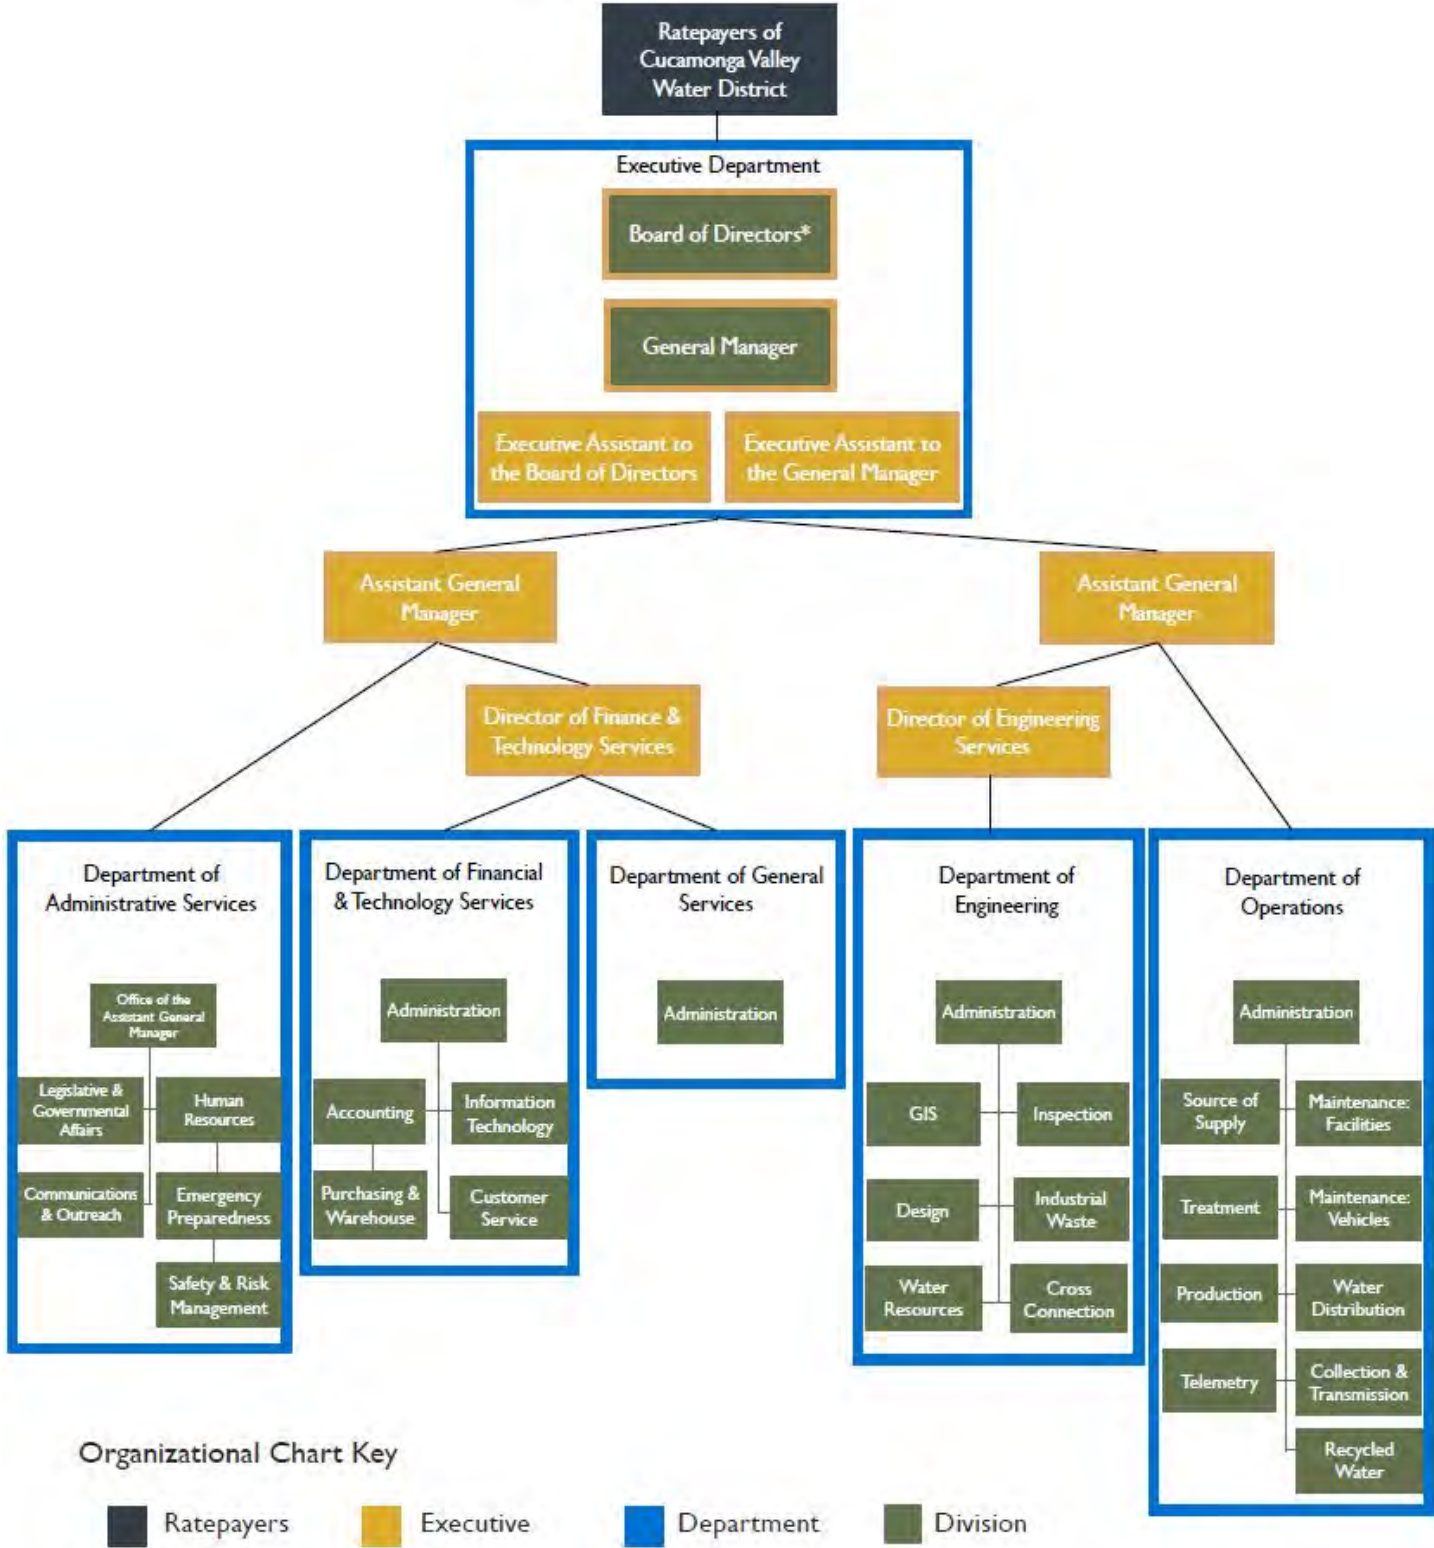 Ratepayers of
Cucamonga Valley
Water District
Executive Department
Board of Directors*
General Manager
Executive Assistant to
the Board of Directors
Executive Assistant to
the General Manager
Assistant General
Manager
Assistant General
Manager
Director of Finance &
Technology Services
Director of Engineering
Services
Department of
Administrative Services
Office of the
Assistant General
Manager
Legislative &
Governmental
Affairs
Human
Resources
Communications
& Outreach
Emergency
Preparedness
Safety & Risk
Management
Department of Financial
& Technology Services
Administration
Accounting
Information
Technology
Purchasing &
Warehouse
Customer
Service
Department of General
Services
Administration
Department of
Engineering
Administration
GIS
Inspection
Design
Industrial
Waste
Water
Resources
Cross
Connection
Department of
Operations
Administration
Source of
Supply
Maintenance:
Facilities
Treatment
Maintenance:
Vehicles
Production
Water
Distribution
Telemetry
Collection &
Transmission
Recycled
Water
Organizational Chart Key
Ratepayers
Executive
Department
Division